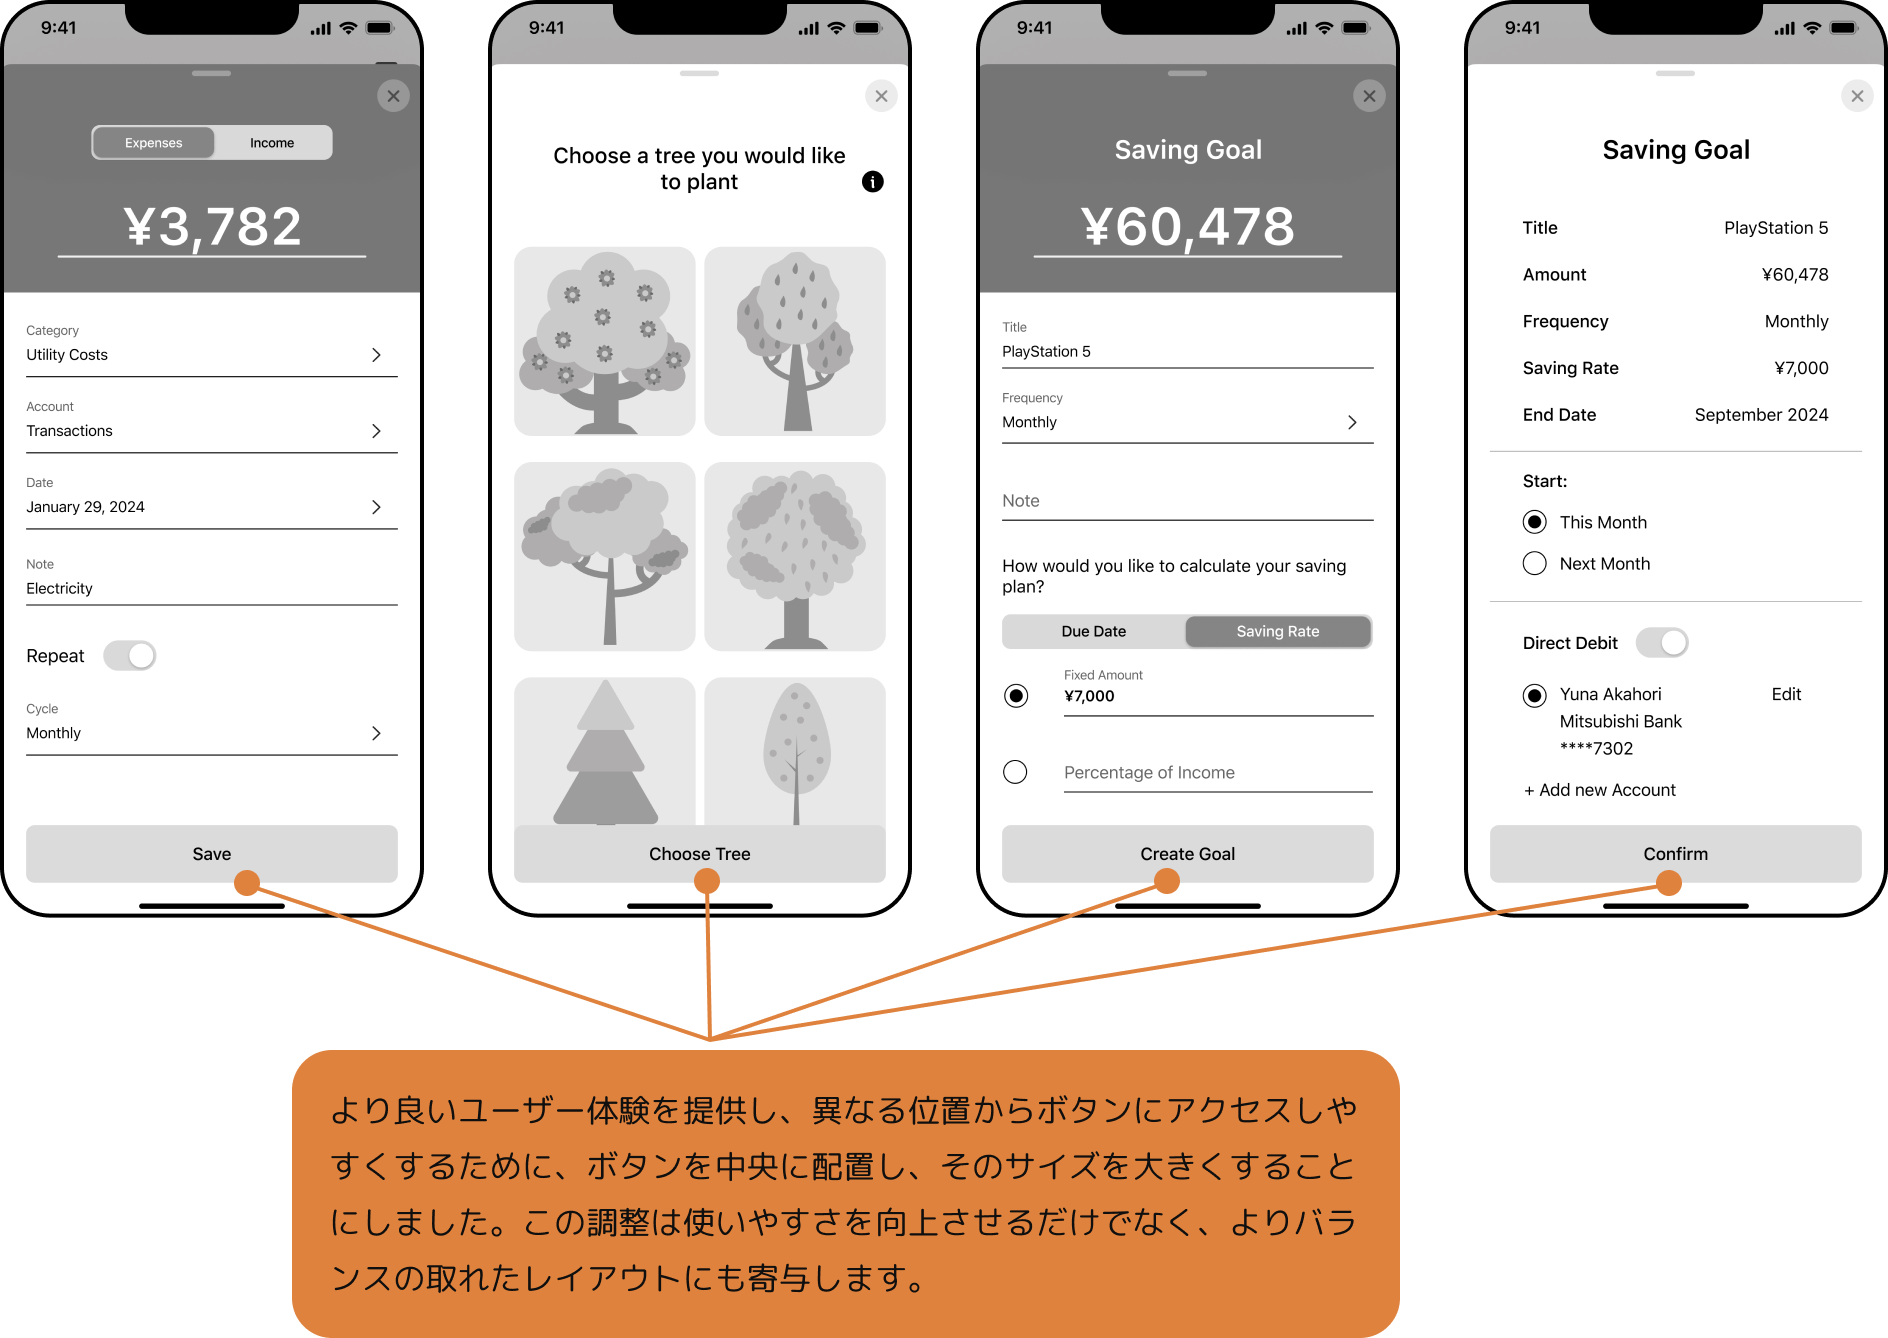 9:41
Expenses
Income
¥3,782
Category
Utility Costs
Account
Transactions
Date
January 29, 2024
Note
Electricity
Repeat
Cycle
Monthly
Save
9:41
Choose a tree you would like
to plant
i
Choose Tree
9:41
Saving Goal
¥60,478
Title
PlayStation 5
Frequency
Monthly
Note
How would you like to calculate your saving
plan?
Due Date
Saving Rate
Fixed Amount
¥7,000
Percentage of Income
Create Goal
9:41
Saving Goal
Title PlayStation 5
Amount ¥60,478
Frequency Monthly
Saving Rate ¥7,000
End Date September 2024
Start:
This Month
Next Month
Direct Debit
Yuna Akahori Edit
Mitsubishi Bank
****7302
+ Add new Account
Confirm
より良いユーザー体験を提供し、異なる位置からボタンにアクセスしや
すくするために、ボタンを中央に配置し、そのサイズを大きくすること
にしました。この調整は使いやすさを向上させるだけでなく、よりバラ
ンスの取れたレイアウトにも寄与します。